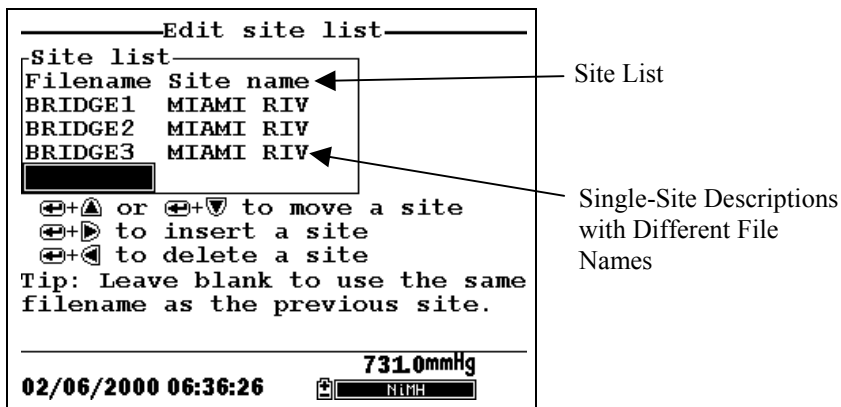 Edit site list
Site list
Filename Site name
BRIDGE1 MIAMI RIV
BRIDGE2 MIAMI RIV
BRIDGE3 MIAMI RIV
+ or + to move a site
+ to insert a site
+ to delete a site
Tip: Leave blank to use the same
filename as the previous site.
731.0mmHg
02/06/2000 06:36:26
NiMH
Site List
Single-Site Descriptions
with Different File
Names